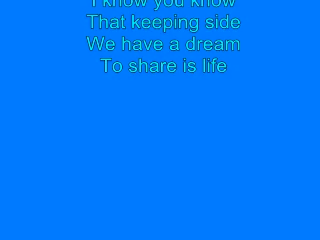 I know you know
That keeping side
We have a dream
To share is life